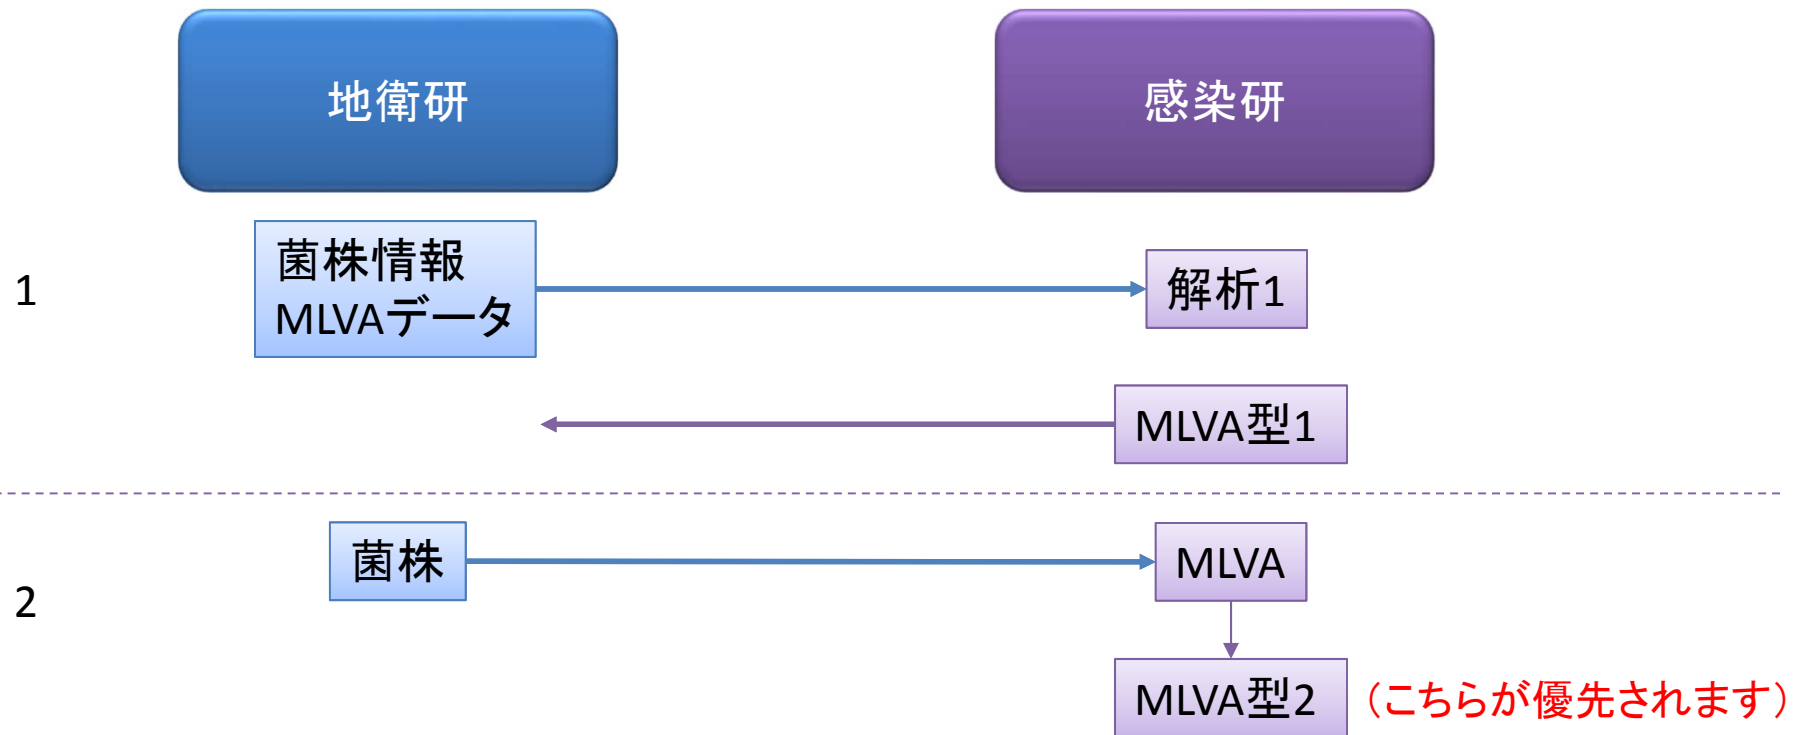 地衛研
感染研
1
菌株情報
MLVAデータ
解析1
MLVA型1
2
菌株
MLVA
MLVA型2
（こちらが優先されます）